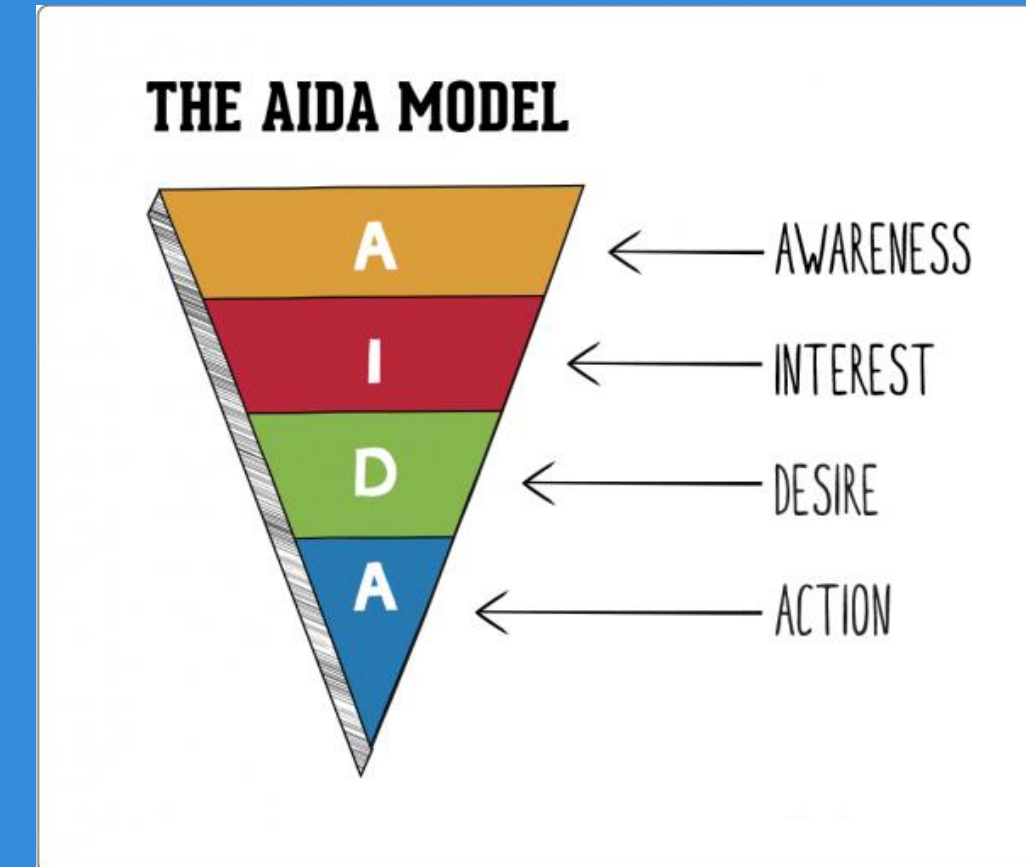 THE AIDA MODEL
A
AWARENESS
I
INTEREST
D
DESIRE
A
ACTION